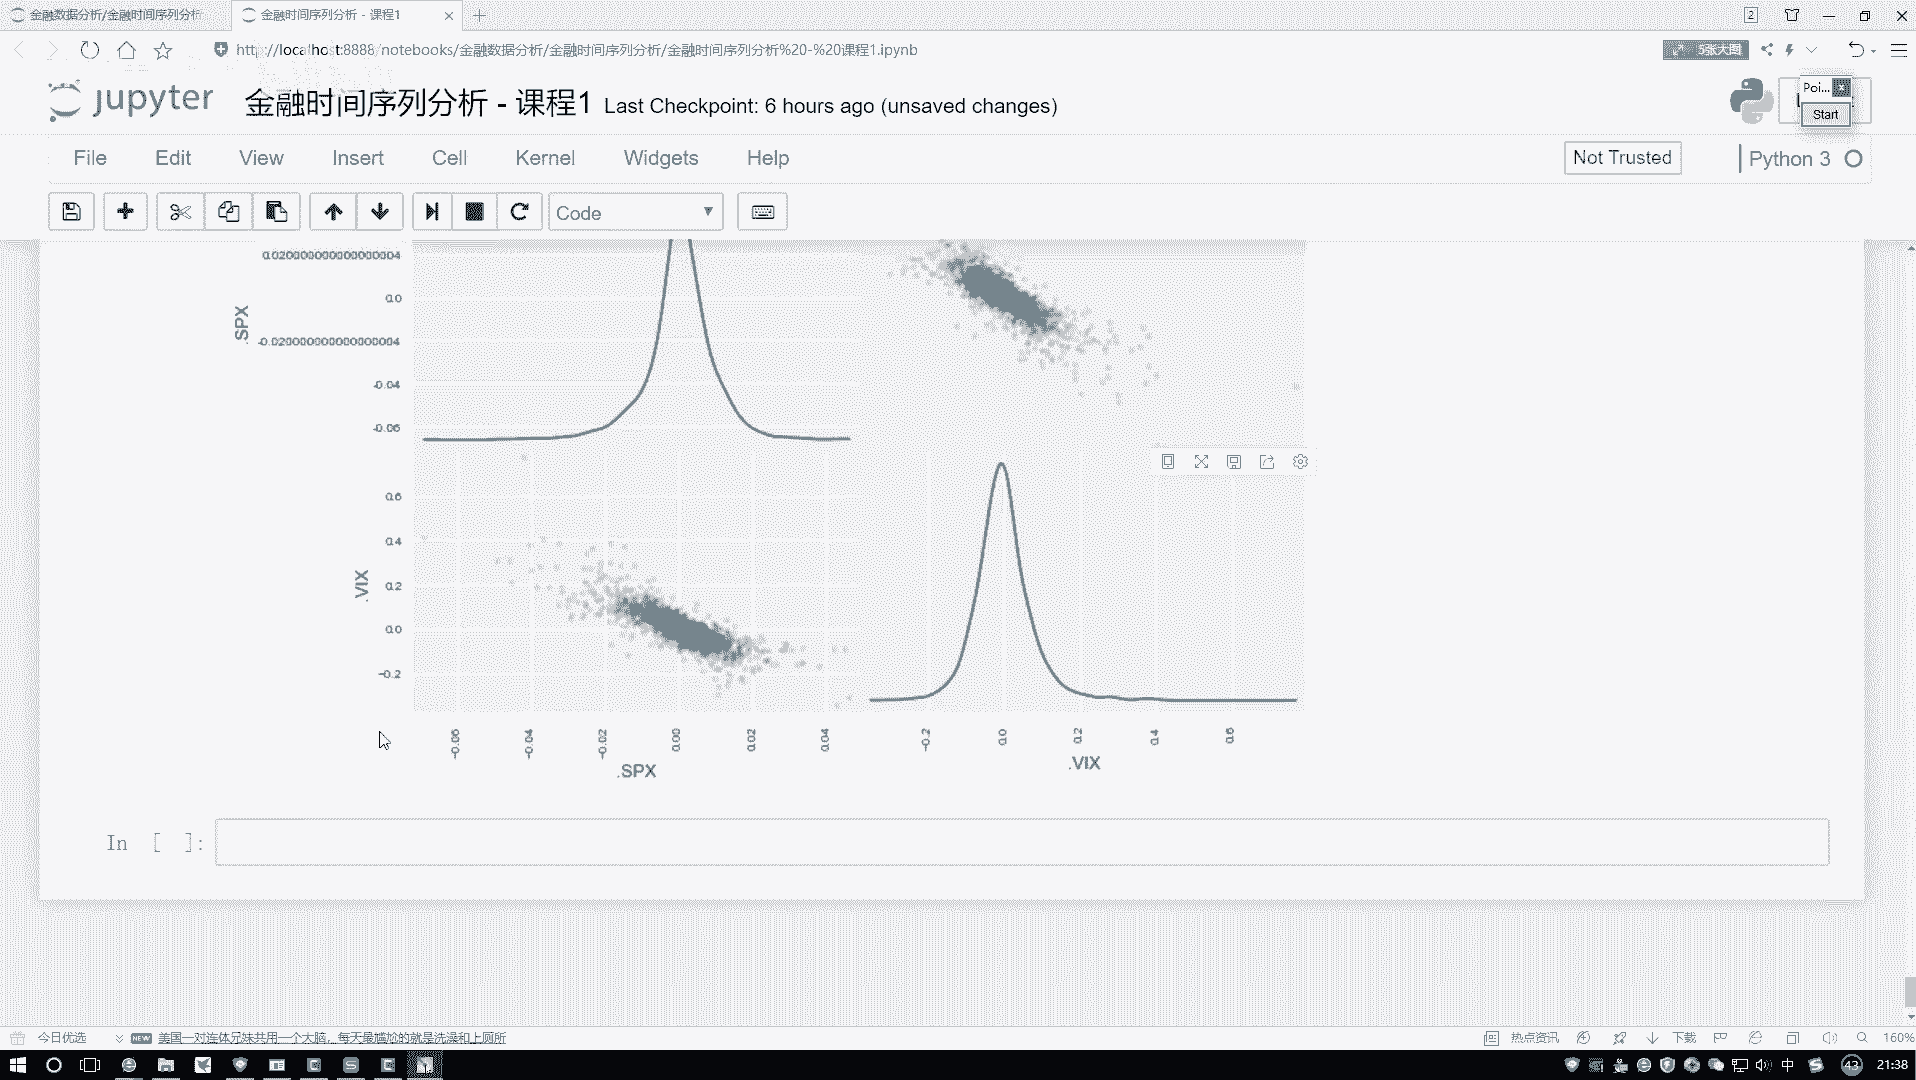 金融数据分析/金融时间序列分析
金融时间序列分析 - 课程1
2
http://localhost:8888/notebooks/金融数据分析/金融时间序列分析/金融时间序列分析%20-%20课程1.ipynb
5张大图
jupyter
金融时间序列分析 - 课程1 Last Checkpoint: 6 hours ago (unsaved changes)
Poi...
Start
File Edit View Insert Cell Kernel Widgets Help
Not Trusted
Python 3
Code
.SPX
0.020000000000000004
0.0
-0.020000000000000004
-0.04
-0.06
.VIX
0.6
0.4
0.2
0.0
-0.2
-0.06 -0.04 -0.02 0.00 0.02 0.04
-0.2 0.0 0.2 0.4 0.6
.SPX
.VIX
In [ ]:
今日优选
NEW
美国一对连体兄妹共用一个大脑，每天最尴尬的就是洗澡和上厕所
热点资讯
下载
160%
中
43
21:38